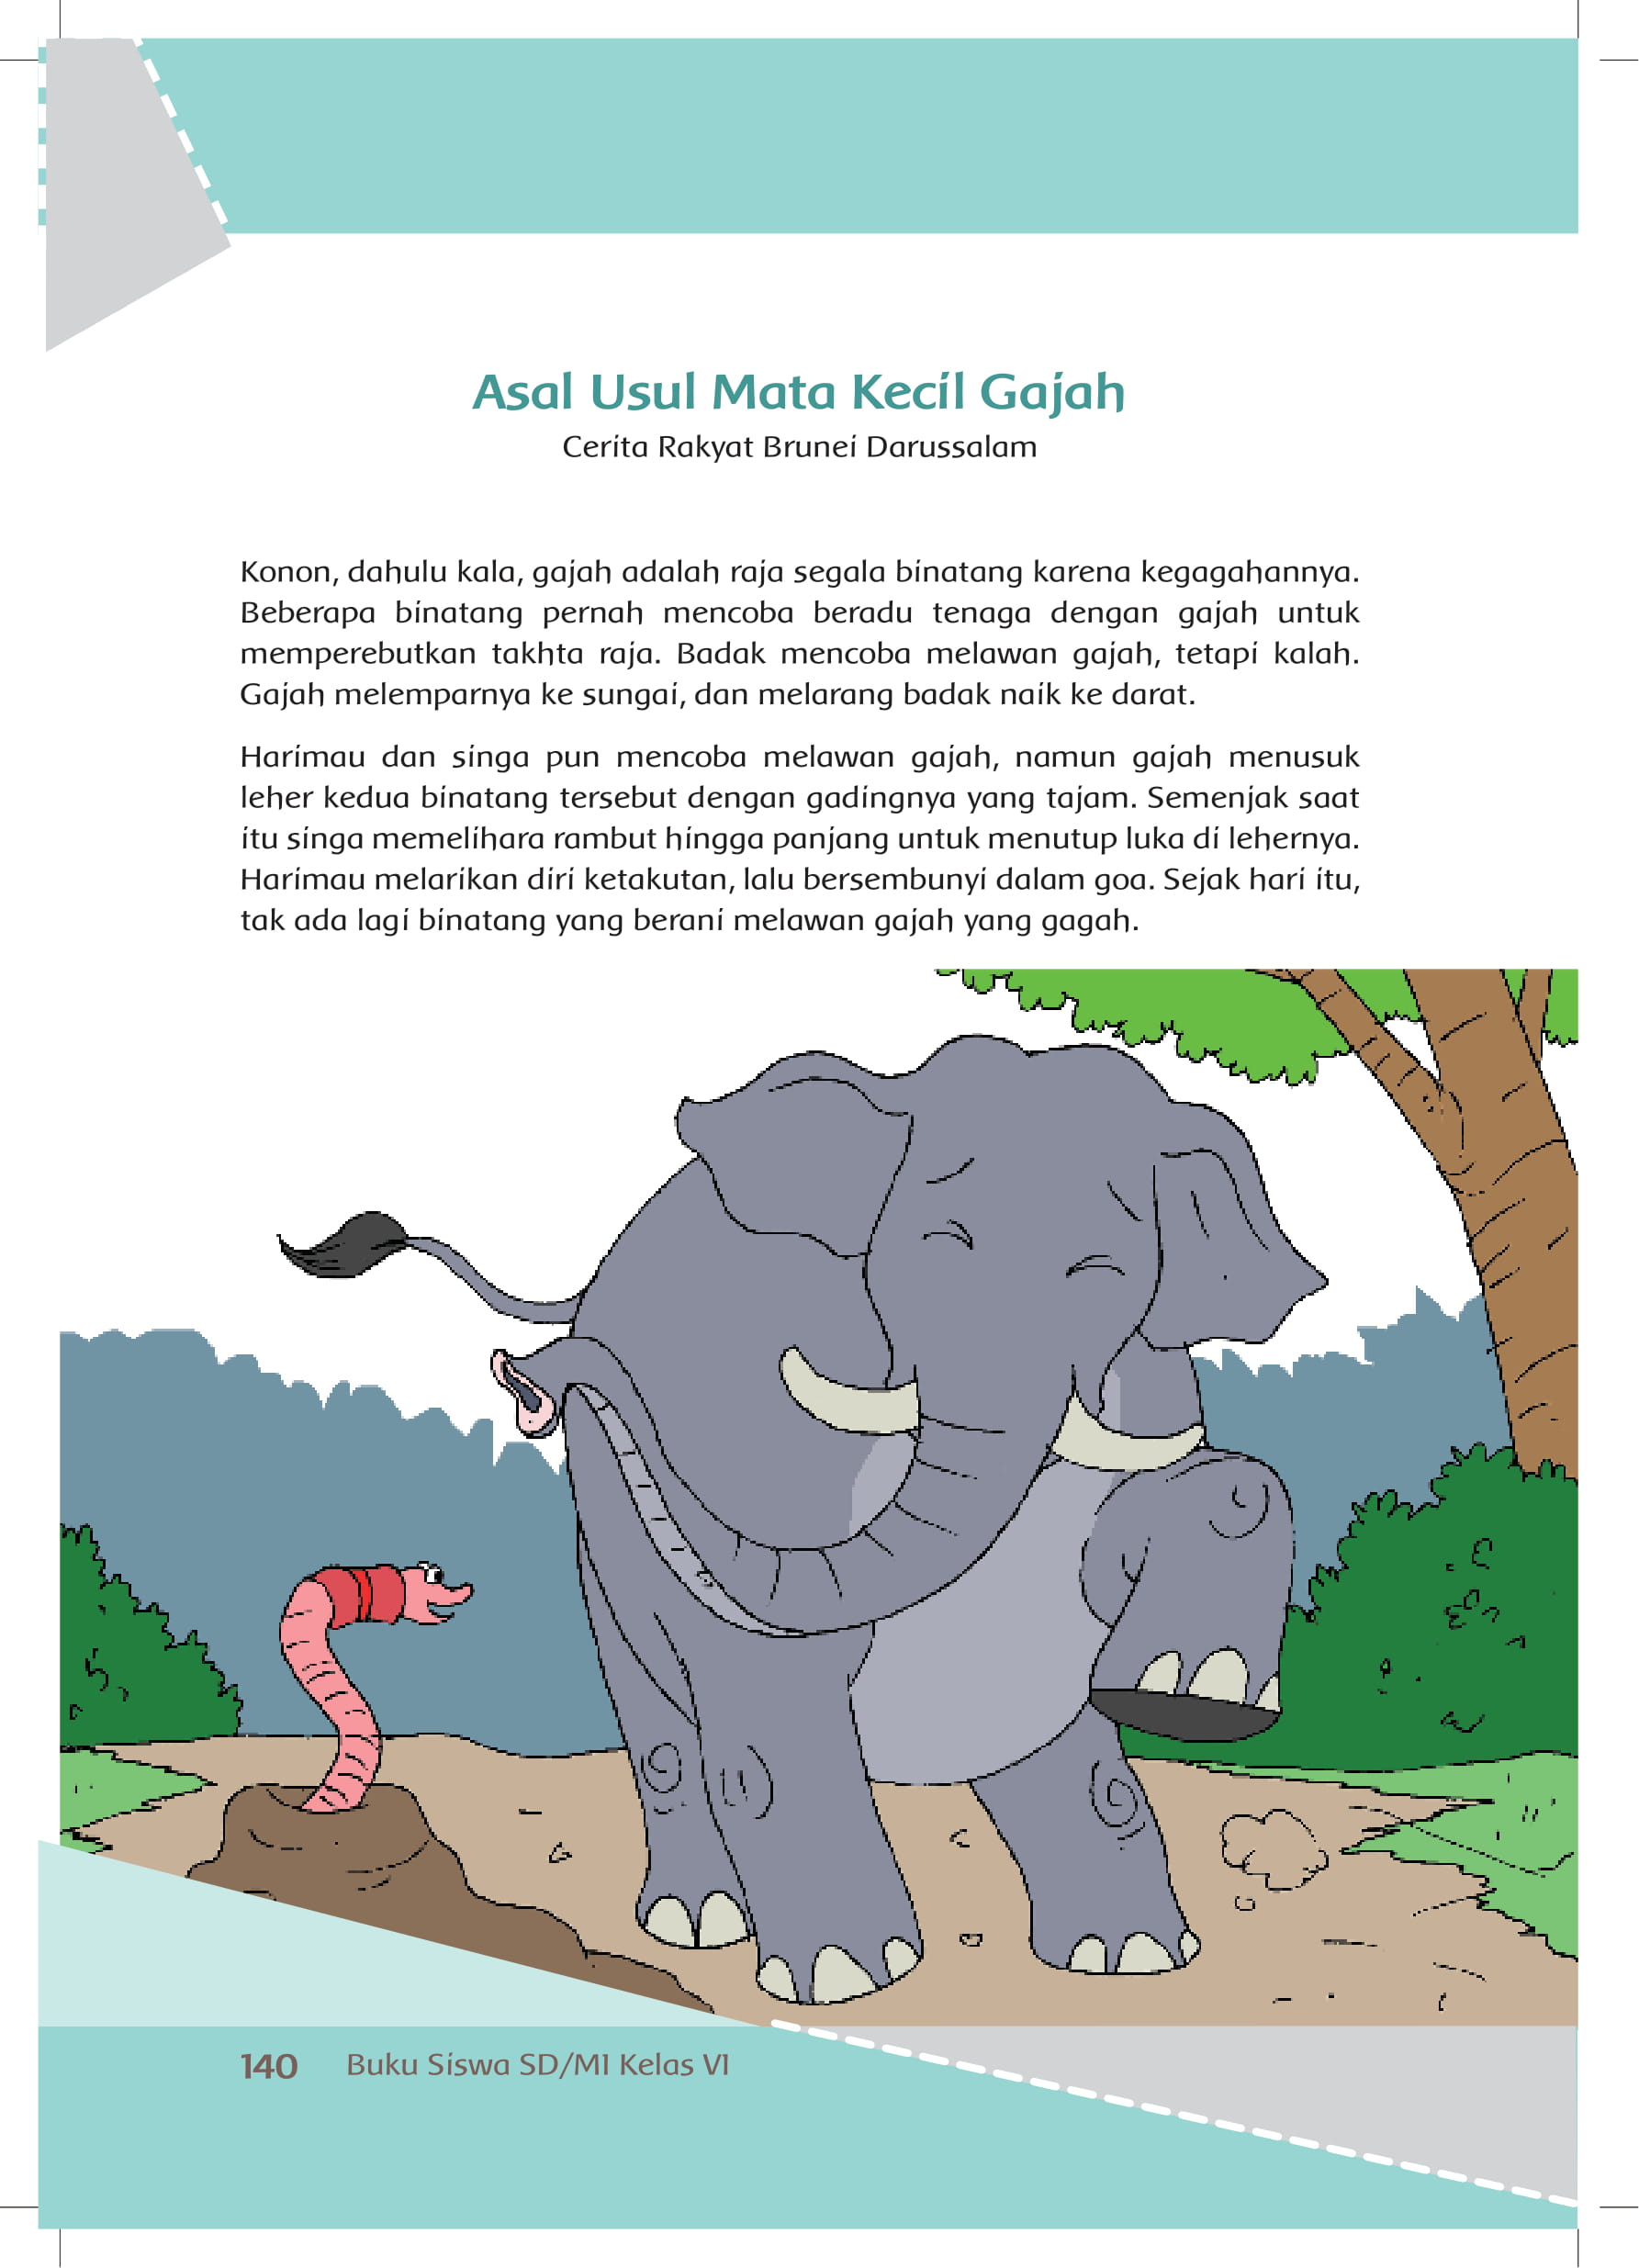 Asal Usul Mata Kecil Gajah
Cerita Rakyat Brunei Darussalam
Konon, dahulu kala, gajah adalah raja segala binatang karena kegagahannya.
Beberapa binatang pernah mencoba beradu tenaga dengan gajah untuk
memperebutkan takhta raja. Badak mencoba melawan gajah, tetapi kalah.
Gajah melemparnya ke sungai, dan melarang badak naik ke darat.
Harimau dan singa pun mencoba melawan gajah, namun gajah menusuk
leher kedua binatang tersebut dengan gadingnya yang tajam. Semenjak saat
itu singa memelihara rambut hingga panjang untuk menutup luka di lehernya.
Harimau melarikan diri ketakutan, lalu bersembunyi dalam goa. Sejak hari itu,
tak ada lagi binatang yang berani melawan gajah yang gagah.
140 Buku Siswa SD/MI Kelas VI